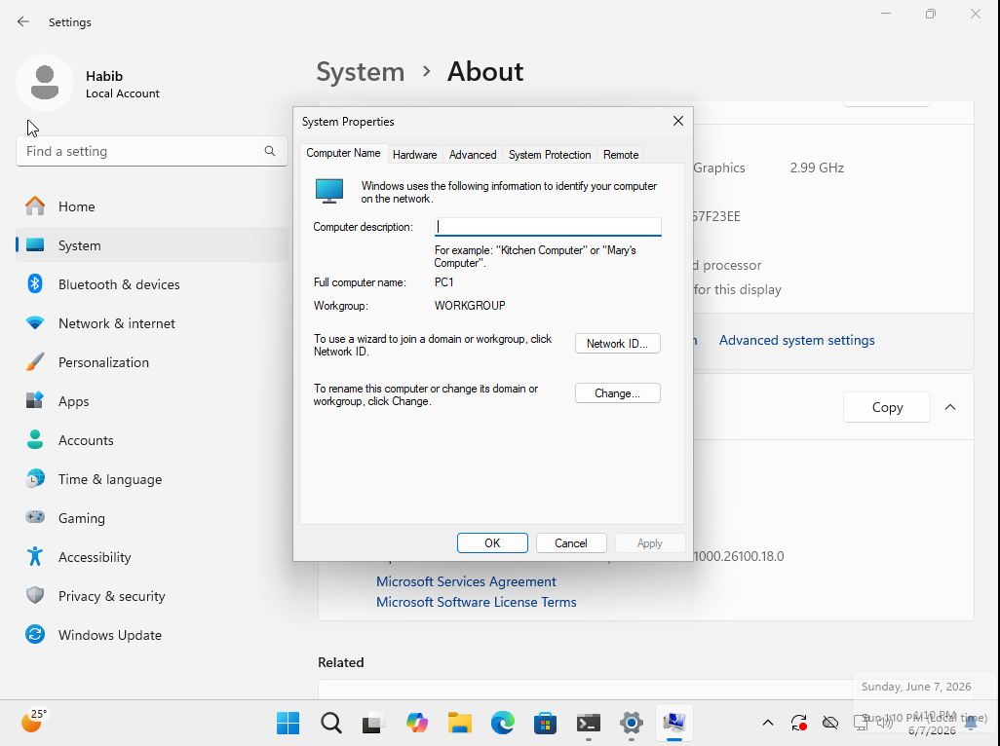 Settings
Habib
Local Account
Find a setting
Home
System
Bluetooth & devices
Network & internet
Personalization
Apps
Accounts
Time & language
Gaming
Accessibility
Privacy & security
Windows Update
System > About
System Properties
Computer Name Hardware Advanced System Protection Remote
Windows uses the following information to identify your computer
on the network.
Computer description:
For example: "Kitchen Computer" or "Mary's
Computer".
Full computer name: PC1
Workgroup: WORKGROUP
To use a wizard to join a domain or workgroup, click
Network ID.
Network ID...
To rename this computer or change its domain or
workgroup, click Change.
Change...
OK Cancel Apply
Graphics 2.99 GHz
57F23EE
d processor
for this display
Advanced system settings
Copy
1000.26100.18.0
Microsoft Services Agreement
Microsoft Software License Terms
Related
Sunday, June 7, 2026
Sun 1:10 PM (Local time)
25°
1:10 PM
6/7/2026